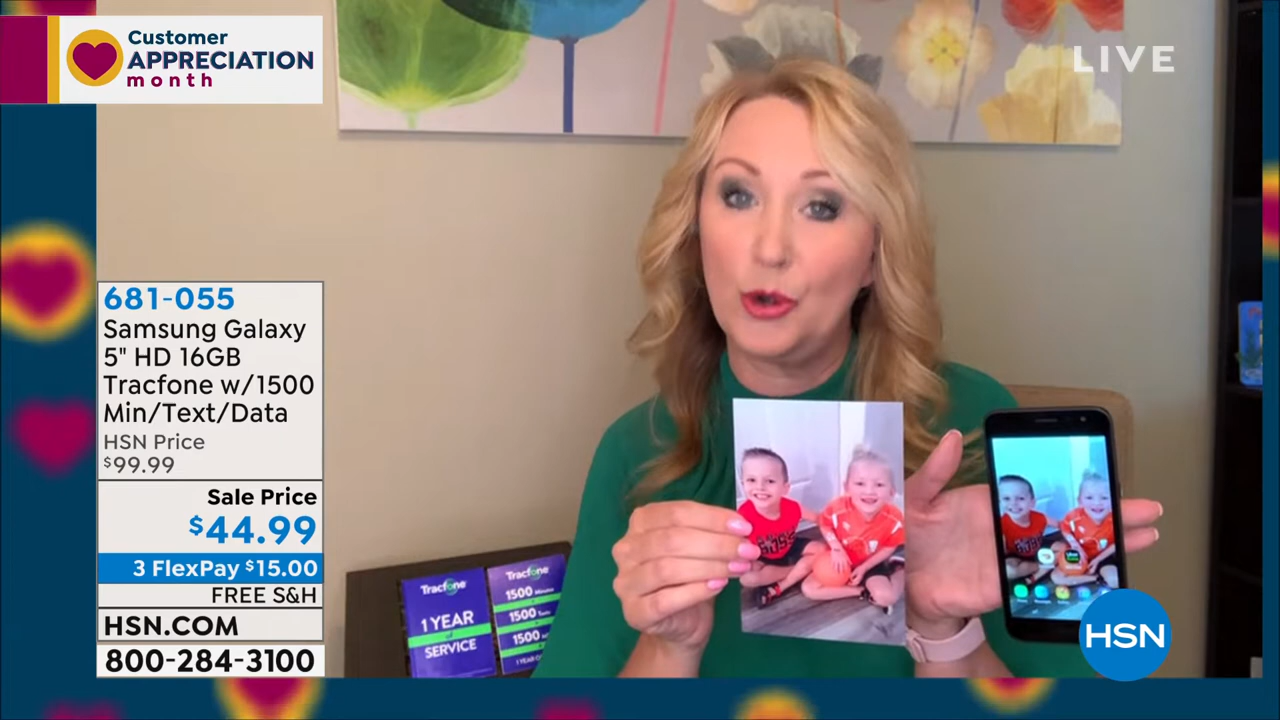 Customer
APPRECIATION
month
LIVE
681-055
Samsung Galaxy
5" HD 16GB
Tracfone w/1500
Min/Text/Data
HSN Price
$99.99
Sale Price
$44.99
3 FlexPay $15.00
FREE S&H
HSN.COM
800-284-3100
Tracfone
1 YEAR
of
SERVICE
Tracfone
1500
1500
1500
HSN